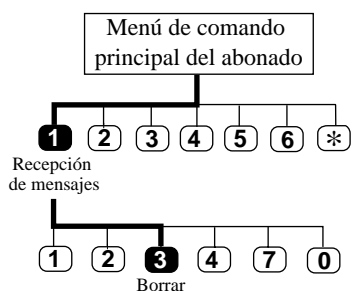 Menú de comando
principal del abonado
1 2 3 4 5 6 *
Recepción
de mensajes
1 2 3 4 7 0
Borrar